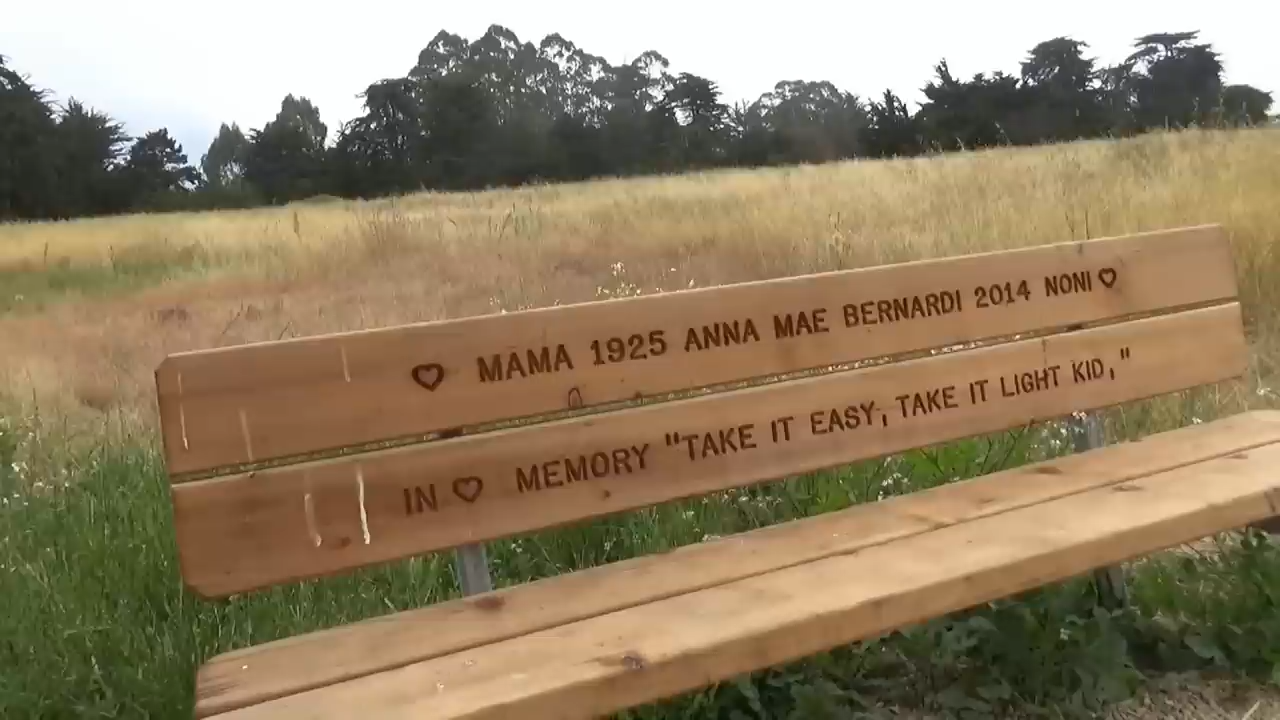 ♡ MAMA 1925 ANNA MAE BERNARDI 2014 NONI ♡
IN ♡ MEMORY "TAKE IT EASY, TAKE IT LIGHT KID,"